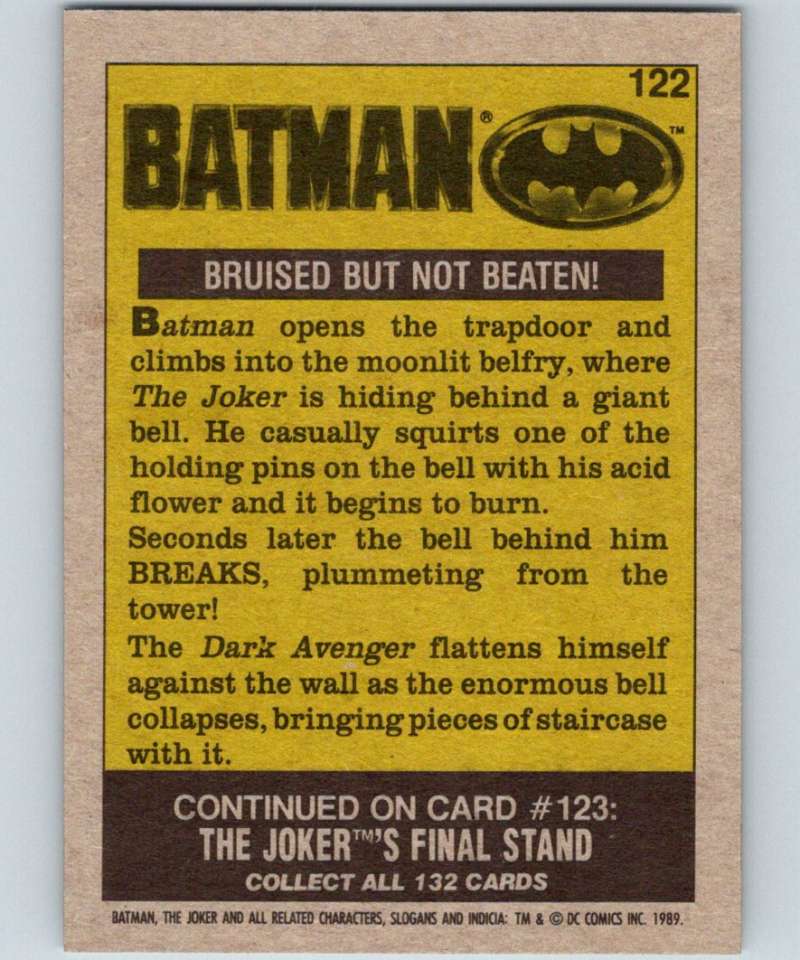 122
BATMAN®
™
BRUISED BUT NOT BEATEN!
Batman opens the trapdoor and
climbs into the moonlit belfry, where
The Joker is hiding behind a giant
bell. He casually squirts one of the
holding pins on the bell with his acid
flower and it begins to burn.
Seconds later the bell behind him
BREAKS, plummeting from the
tower!
The Dark Avenger flattens himself
against the wall as the enormous bell
collapses, bringing pieces of staircase
with it.
CONTINUED ON CARD #123:
THE JOKER™'S FINAL STAND
COLLECT ALL 132 CARDS
BATMAN, THE JOKER AND ALL RELATED CHARACTERS, SLOGANS AND INDICIA: TM & © DC COMICS INC. 1989.